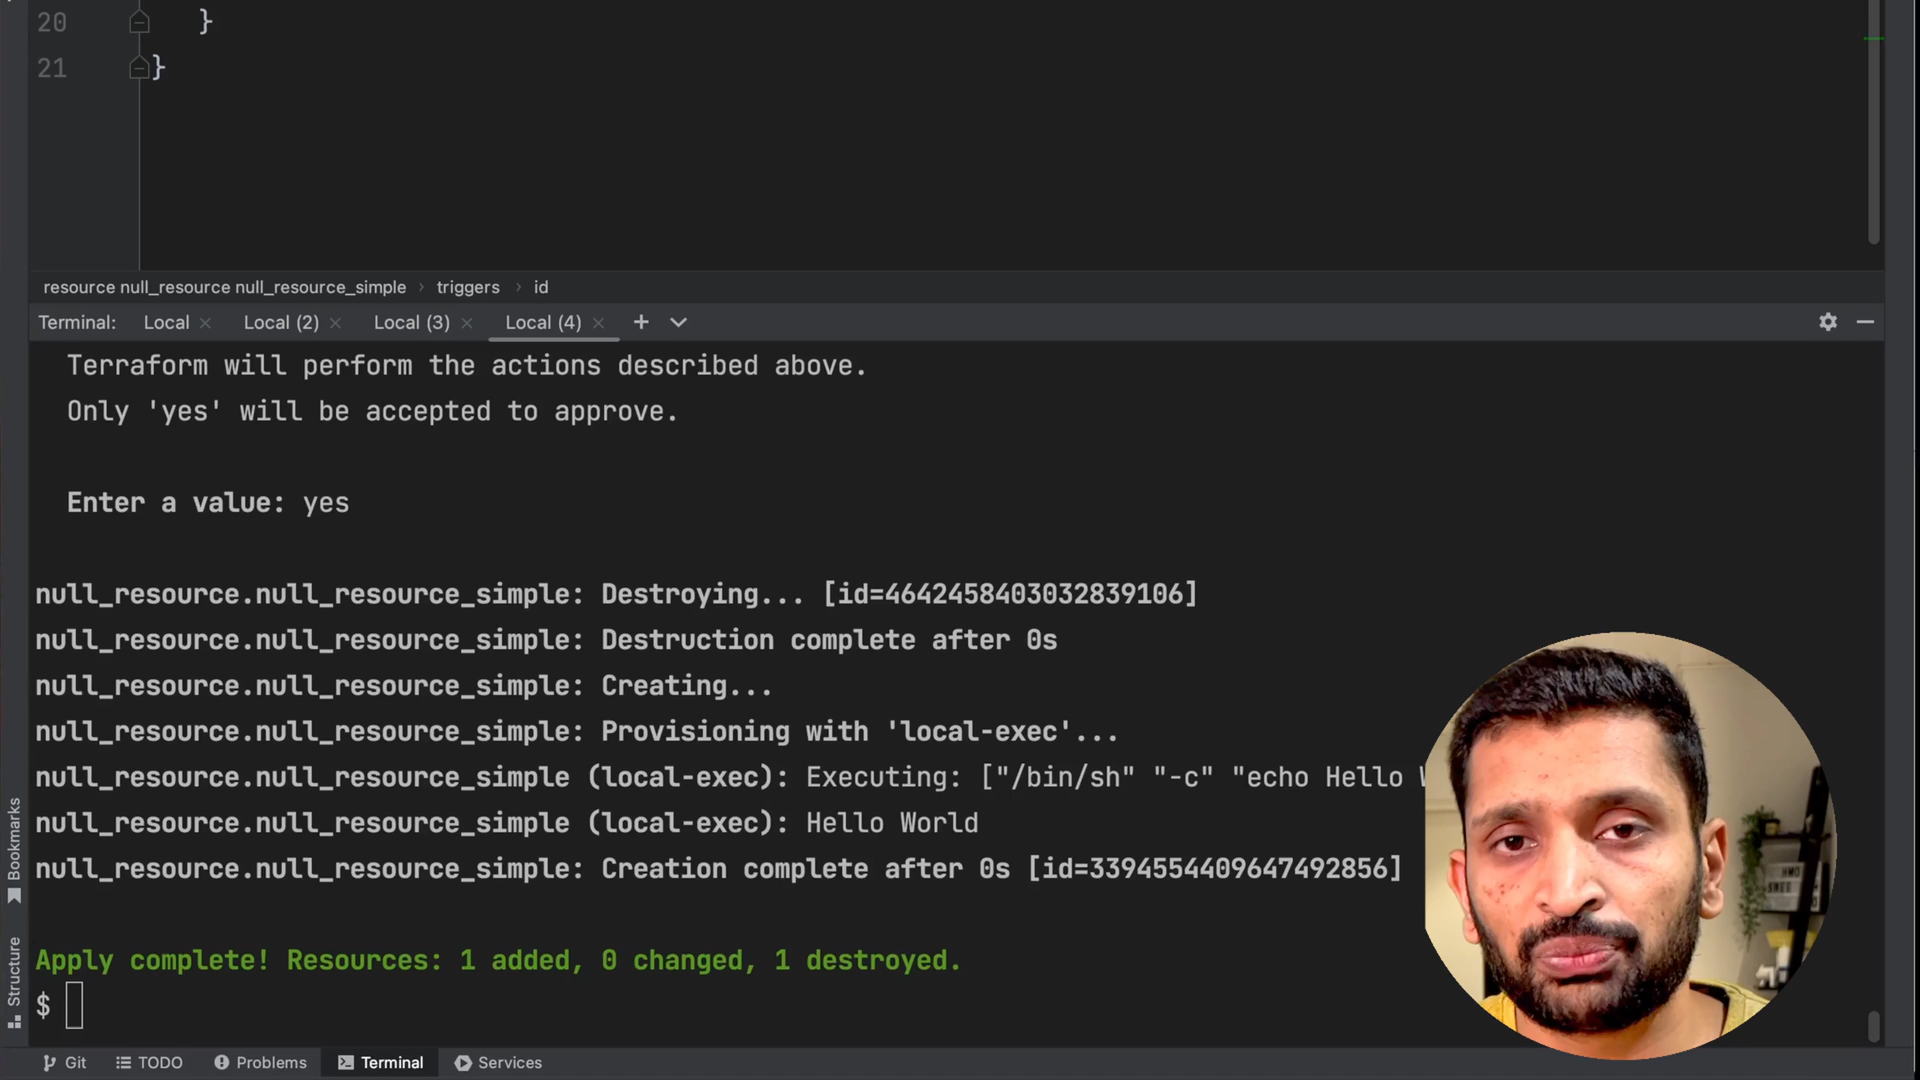 20 }
21 }
resource null_resource null_resource_simple › triggers › id
Terminal: Local × Local (2) × Local (3) × Local (4) × +
Terraform will perform the actions described above.
Only 'yes' will be accepted to approve.
Enter a value: yes
null_resource.null_resource_simple: Destroying... [id=4642458403032839106]
null_resource.null_resource_simple: Destruction complete after 0s
null_resource.null_resource_simple: Creating...
null_resource.null_resource_simple: Provisioning with 'local-exec'...
null_resource.null_resource_simple (local-exec): Executing: ["/bin/sh" "-c" "echo Hello
null_resource.null_resource_simple (local-exec): Hello World
null_resource.null_resource_simple: Creation complete after 0s [id=3394554409647492856]
Apply complete! Resources: 1 added, 0 changed, 1 destroyed.
$
Bookmarks
Structure
Git TODO Problems Terminal Services